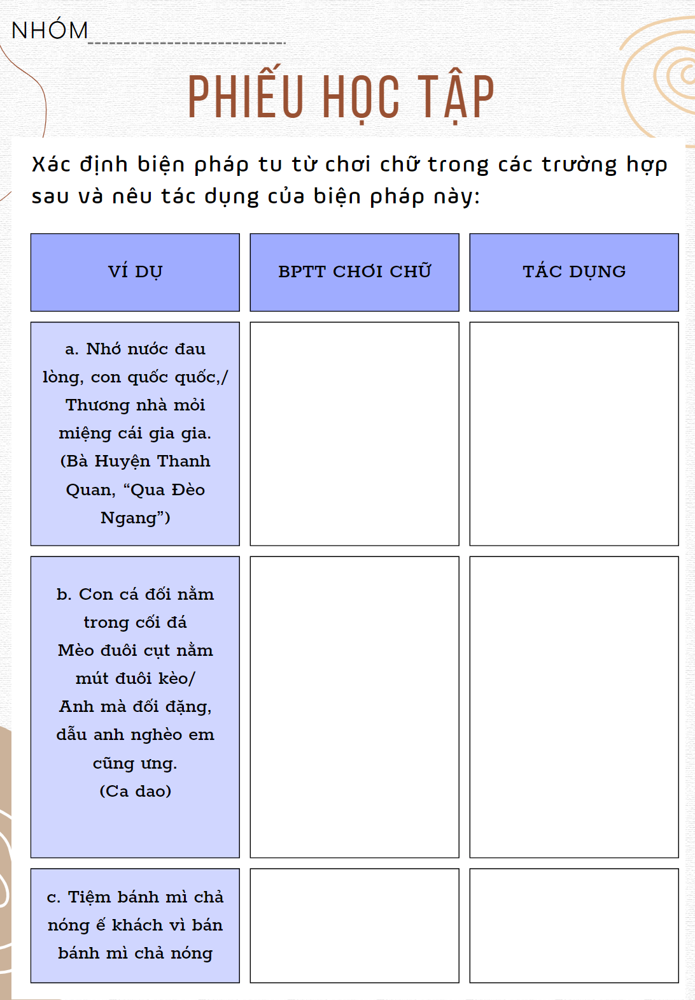 NHÓM
PHIẾU HỌC TẬP
Xác định biện pháp tu từ chơi chữ trong các trường hợp
sau và nêu tác dụng của biện pháp này:
VÍ DỤ
BPTT CHƠI CHỮ
TÁC DỤNG
a. Nhớ nước đau
lòng, con quốc quốc,/
Thương nhà mỏi
miệng cái gia gia.
(Bà Huyện Thanh
Quan, “Qua Đèo
Ngang”)
b. Con cá đối nằm
trong cối đá
Mèo đuôi cụt nằm
mút đuôi kèo/
Anh mà đối đặng,
dẫu anh nghèo em
cũng ưng.
(Ca dao)
c. Tiệm bánh mì chả
nóng ế khách vì bán
bánh mì chả nóng